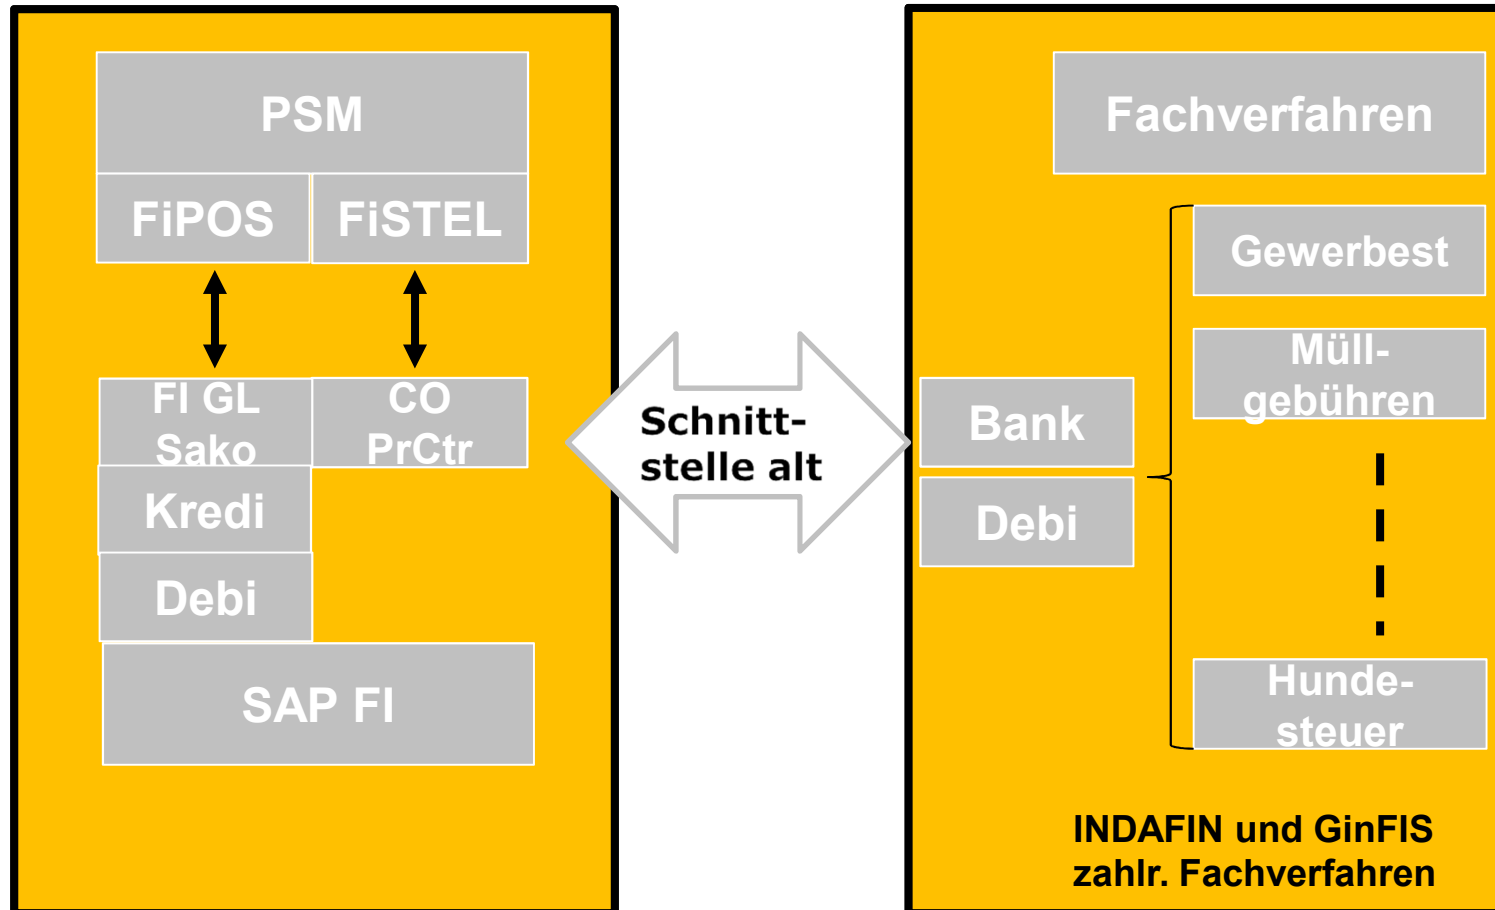 PSM
FiPOS
FiSTEL
FI GL
Sako
CO
PrCtr
Kredi
Debi
SAP FI
Schnitt-
stelle alt
Fachverfahren
Bank
Debi
Gewerbest
Müll-
gebühren
Hunde-
steuer
INDAFIN und GinFIS
zahlr. Fachverfahren